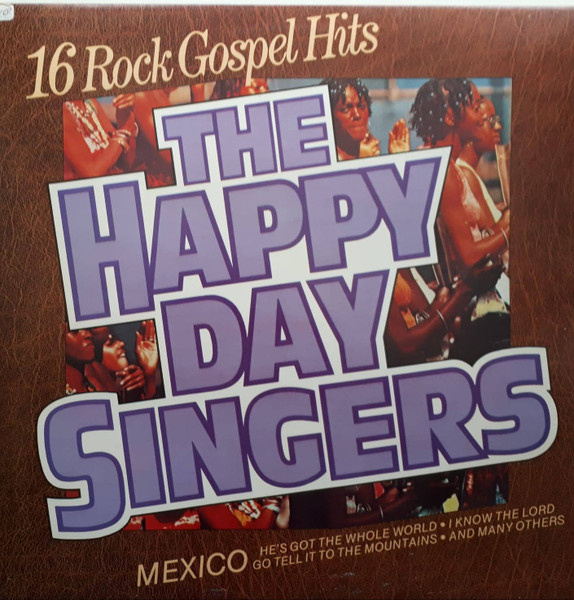 16 Rock Gospel Hits
THE
HAPPY
DAY
SINGERS
MEXICO
HE'S GOT THE WHOLE WORLD • I KNOW THE LORD
GO TELL IT TO THE MOUNTAINS • AND MANY OTHERS